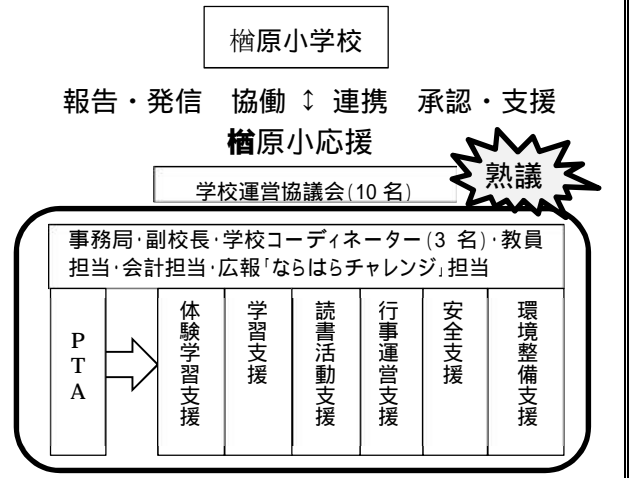 楢原小学校
報告・発信　協働 ↕ 連携　承認・支援
楢原小応援
熟議
学校運営協議会(10 名)
事務局・副校長・学校コーディネーター(3 名)・教員
担当・会計担当・広報「ならはらチャレンジ」担当
PTA
体験学習支援
学習支援
読書活動支援
行事運営支援
安全支援
環境整備支援